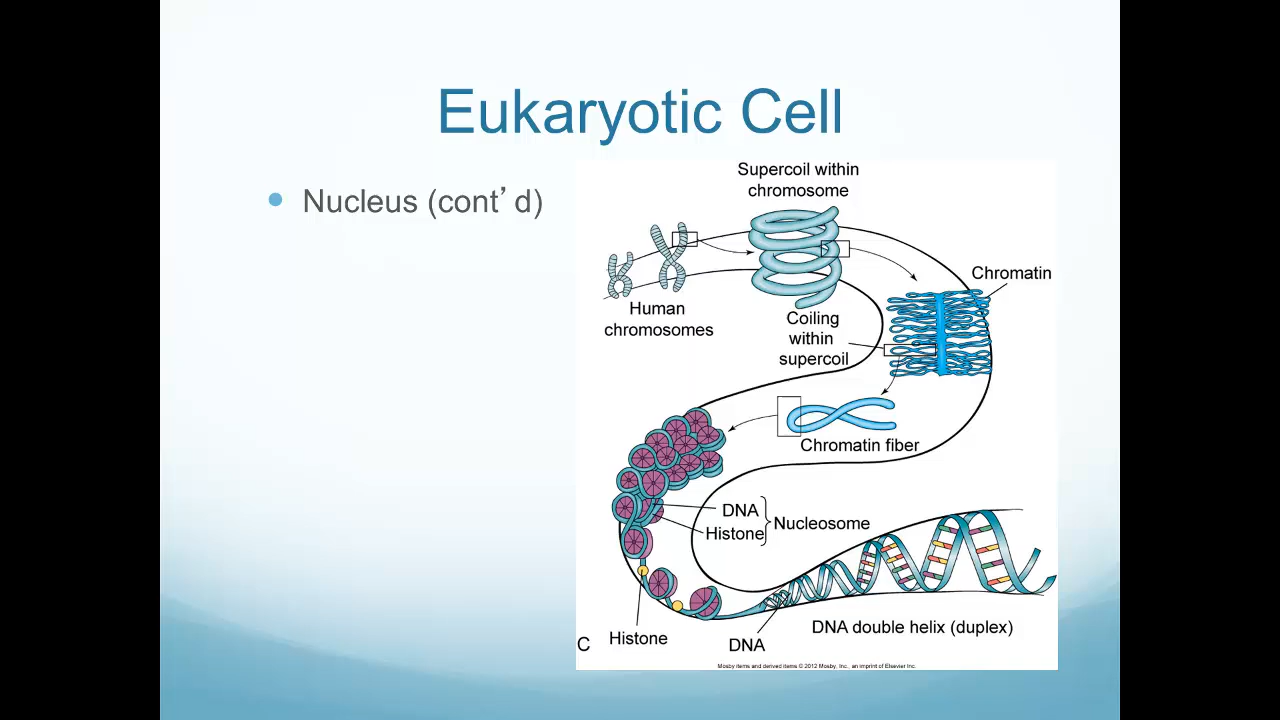 Eukaryotic Cell
Nucleus (cont’d)
Supercoil within
chromosome
Human
chromosomes
Chromatin
Coiling
within
supercoil
Chromatin fiber
DNA
Histone
Nucleosome
Histone
DNA
DNA double helix (duplex)
C
Mosby items and derived items © 2012 Mosby, Inc., an imprint of Elsevier Inc.